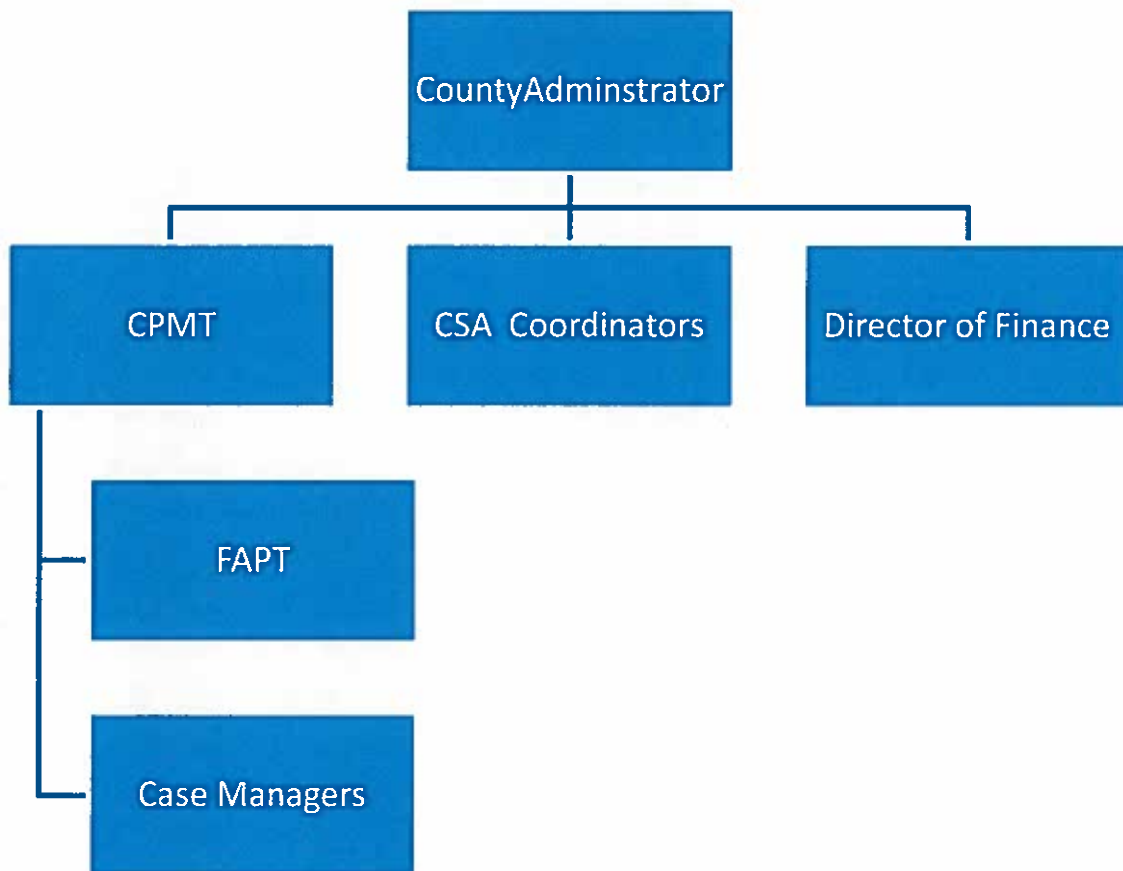 CountyAdminstrator
CPMT
CSA Coordinators
Director of Finance
FAPT
Case Managers